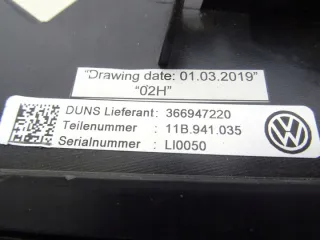 "Drawing date: 01.03.2019"
"02H"
DUNS Lieferant: 366947220
Teilenummer : 11B.941.035
Serialnummer : LI0050